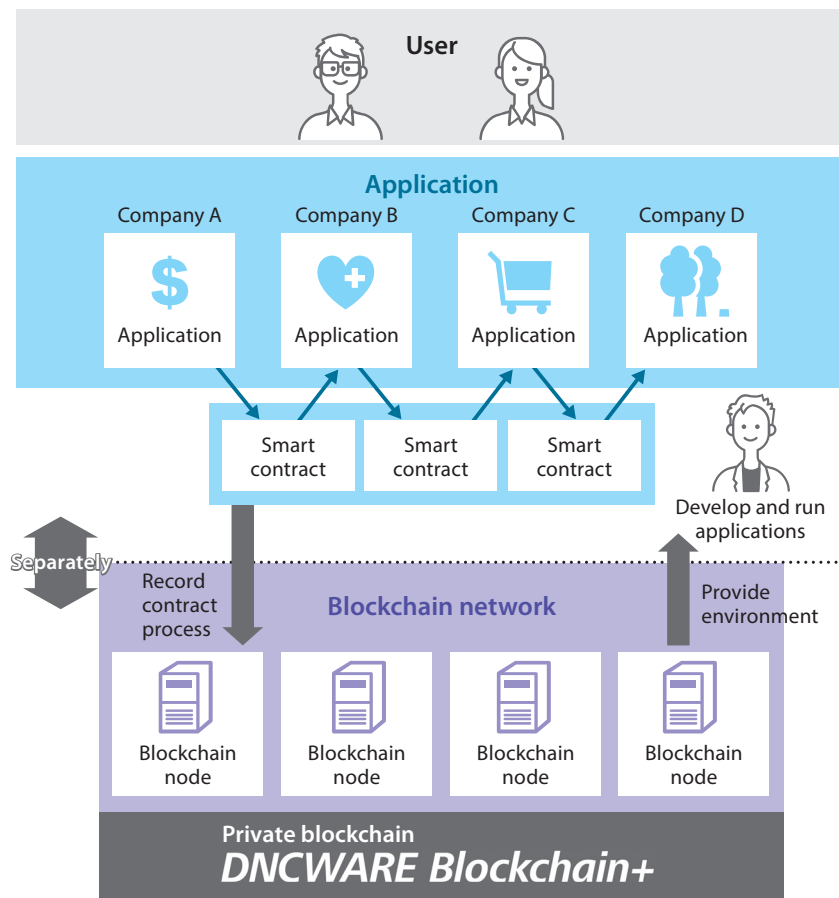 User
Application
Company A
Company B
Company C
Company D
$
Application
Application
Application
Application
Smart
contract
Smart
contract
Smart
contract
Develop and run
applications
Separately
Record
contract
process
Blockchain network
Provide
environment
Blockchain
node
Blockchain
node
Blockchain
node
Blockchain
node
Private blockchain
DNCWARE Blockchain+